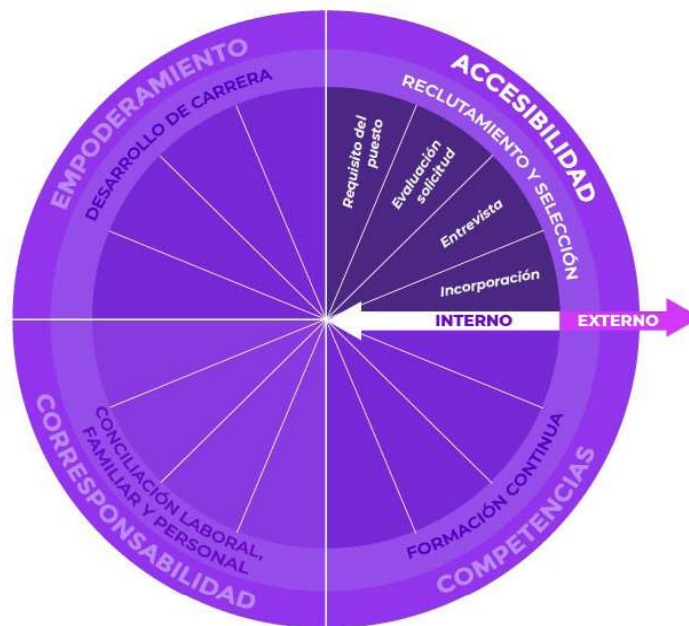 EMPODERAMIENTO
DESARROLLO DE CARRERA
ACCESIBILIDAD
RECLUTAMIENTO Y SELECCIÓN
Requisito del
puesto
Evaluación
solicitud
Entrevista
Incorporación
INTERNO
EXTERNO
CORRESPONSABILIDAD
CONCILIACIÓN LABORAL,
FAMILIAR Y PERSONAL
FORMACIÓN CONTINUA
COMPETENCIAS